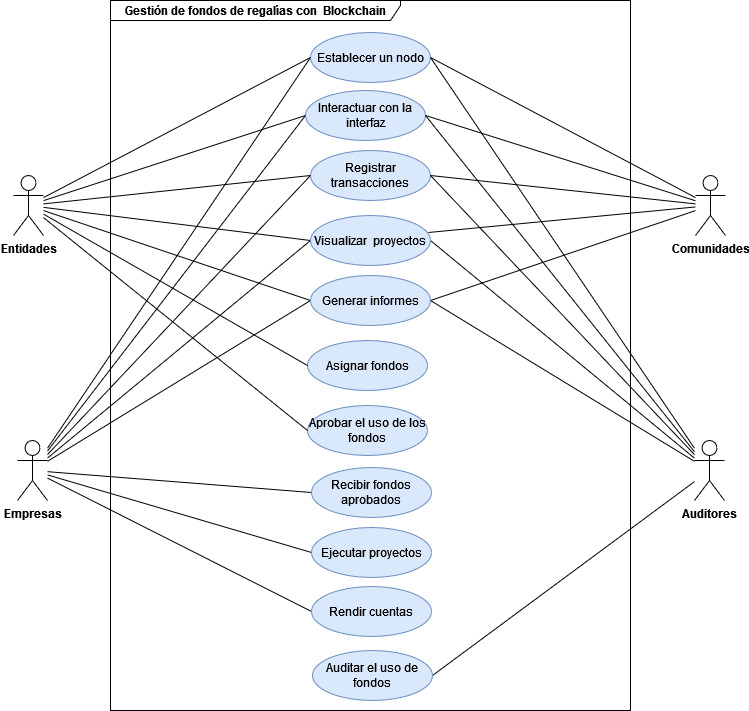 Gestión de fondos de regalías con Blockchain
Establecer un nodo
Interactuar con la
interfaz
Registrar
transacciones
Entidades
Visualizar proyectos
Comunidades
Generar informes
Asignar fondos
Aprobar el uso de los
fondos
Recibir fondos
aprobados
Empresas
Auditores
Ejecutar proyectos
Rendir cuentas
Auditar el uso de
fondos